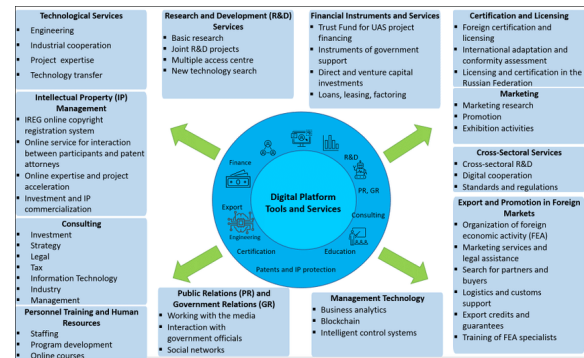 Technological Services
Engineering
Industrial cooperation
Project expertise
Technology transfer
Research and Development (R&D)
Services
Basic research
Joint R&D projects
Multiple access centre
New technology search
Financial Instruments and Services
Trust Fund for UAS project
financing
Instruments of government
support
Direct and venture capital
investments
Loans, leasing, factoring
Certification and Licensing
Foreign certification and
licensing
International adaptation and
conformity assessment
Licensing and certification in the
Russian Federation
Intellectual Property (IP)
Management
IREG online copyright
registration system
Online service for interaction
between participants and patent
attorneys
Online expertise and project
acceleration
Investment and IP
commercialization
Marketing
Marketing research
Promotion
Exhibition activities
Cross-Sectoral Services
Cross-sectoral R&D
Digital cooperation
Standards and regulations
Finance
R&D
PR, GR
Digital Platform
Tools and Services
Export
Consulting
Engineering
Certification
Education
Patents and IP protection
Consulting
Investment
Strategy
Legal
Tax
Information Technology
Industry
Management
Export and Promotion in Foreign
Markets
Organization of foreign
economic activity (FEA)
Marketing services and
legal assistance
Search for partners and
buyers
Logistics and customs
support
Export credits and
guarantees
Training of FEA specialists
Personnel Training and Human
Resources
Staffing
Program development
Online courses
Public Relations (PR) and
Government Relations (GR)
Working with the media
Interaction with
government officials
Social networks
Management Technology
Business analytics
Blockchain
Intelligent control systems